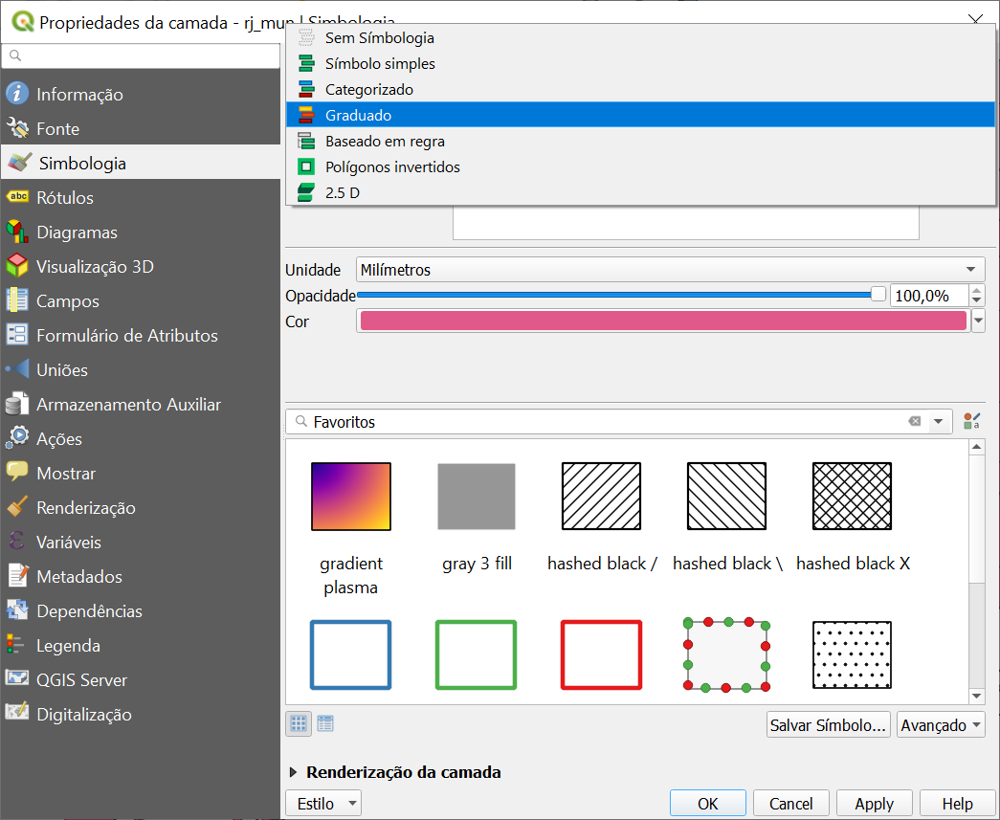 Propriedades da camada - rj_mun | Simbologia
Sem Símbologia
Símbolo simples
Categorizado
Graduado
Baseado em regra
Polígonos invertidos
2.5 D
Informação
Fonte
Simbologia
abc Rótulos
Diagramas
Visualização 3D
Campos
Formulário de Atributos
Uniões
Armazenamento Auxiliar
Ações
Mostrar
Renderização
ε Variáveis
Metadados
Dependências
Legenda
QGIS Server
Digitalização
Unidade Milímetros
Opacidade 100,0%
Cor
Favoritos
a
gradient
plasma
gray 3 fill
hashed black /
hashed black \
hashed black X
Salvar Símbolo...
Avançado
Renderização da camada
Estilo
OK
Cancel
Apply
Help